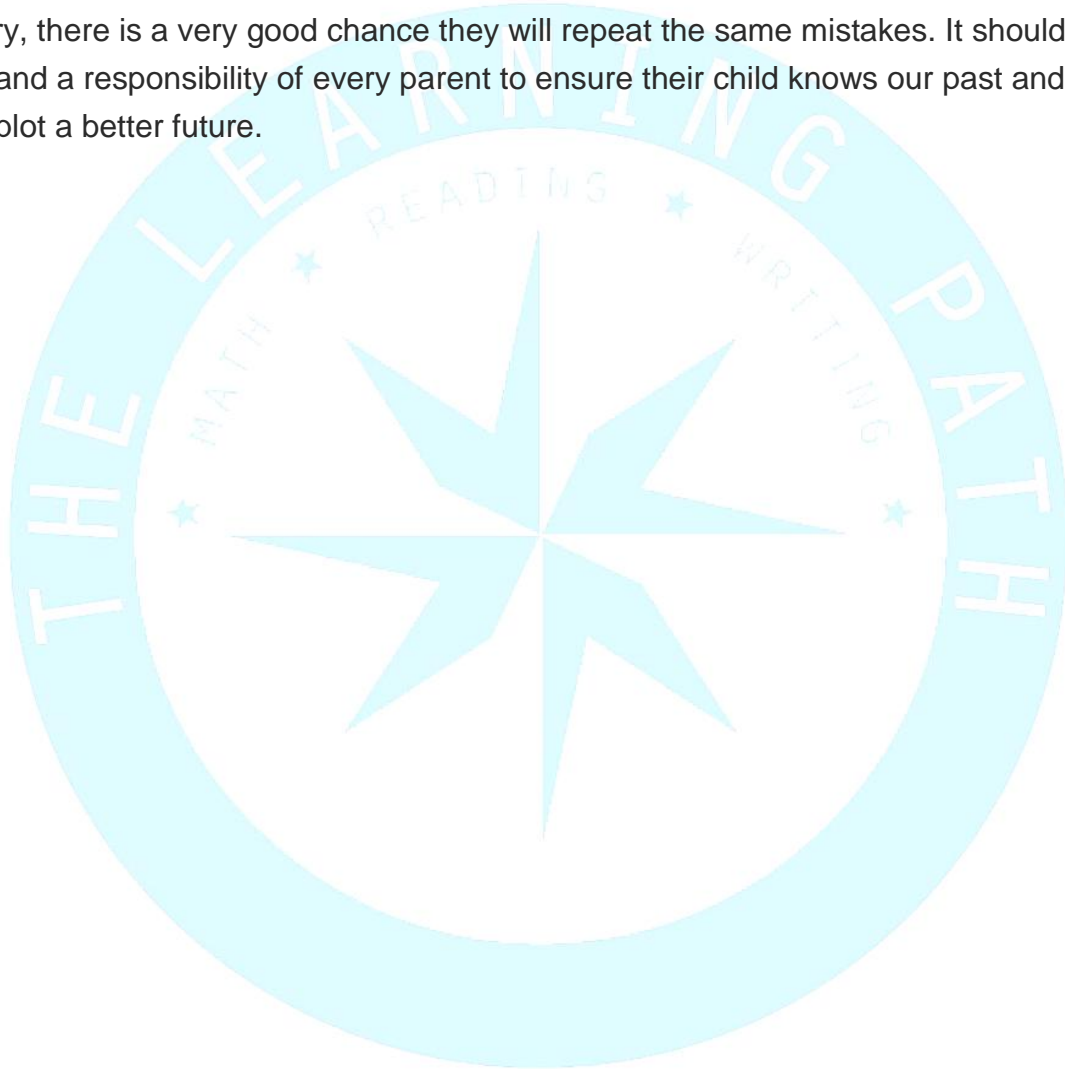 ry, there is a very good chance they will repeat the same mistakes. It should
and a responsibility of every parent to ensure their child knows our past and
plot a better future.
THE LEARNING PATH
★ MATH ★ READING ★ WRITING ★